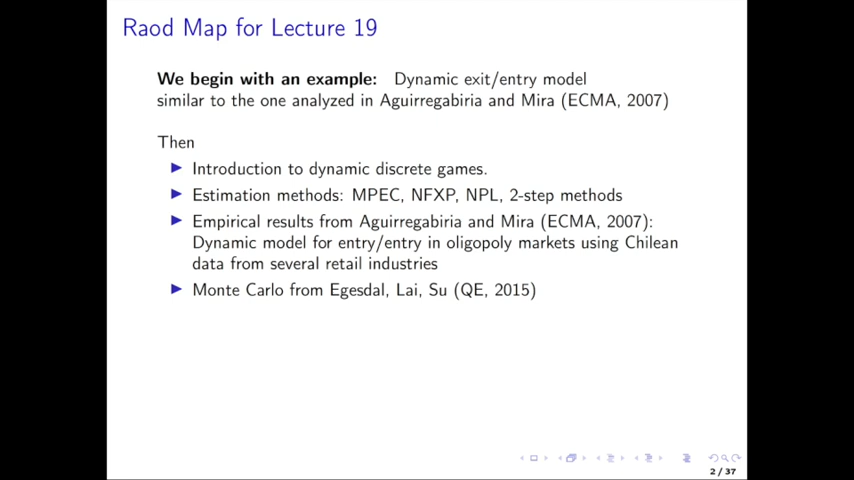 Raod Map for Lecture 19
We begin with an example: Dynamic exit/entry model
similar to the one analyzed in Aguirregabiria and Mira (ECMA, 2007)
Then
Introduction to dynamic discrete games.
Estimation methods: MPEC, NFXP, NPL, 2-step methods
Empirical results from Aguirregabiria and Mira (ECMA, 2007):
Dynamic model for entry/entry in oligopoly markets using Chilean
data from several retail industries
Monte Carlo from Egesdal, Lai, Su (QE, 2015)
2 / 37